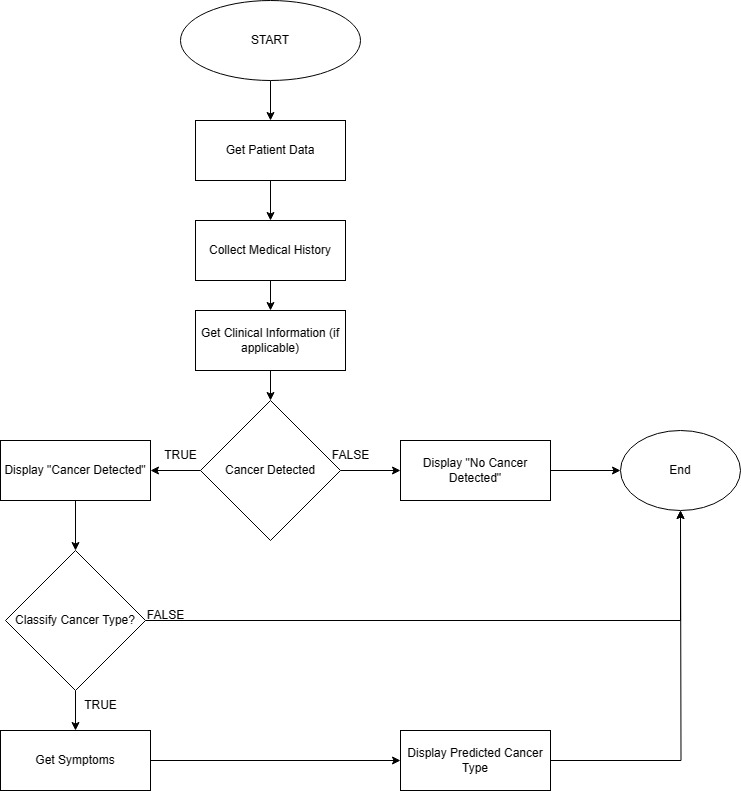 START
Get Patient Data
Collect Medical History
Get Clinical Information (if
applicable)
TRUE
FALSE
Display "Cancer Detected"
Cancer Detected
Display "No Cancer
Detected"
End
Classify Cancer Type?
FALSE
TRUE
Get Symptoms
Display Predicted Cancer
Type